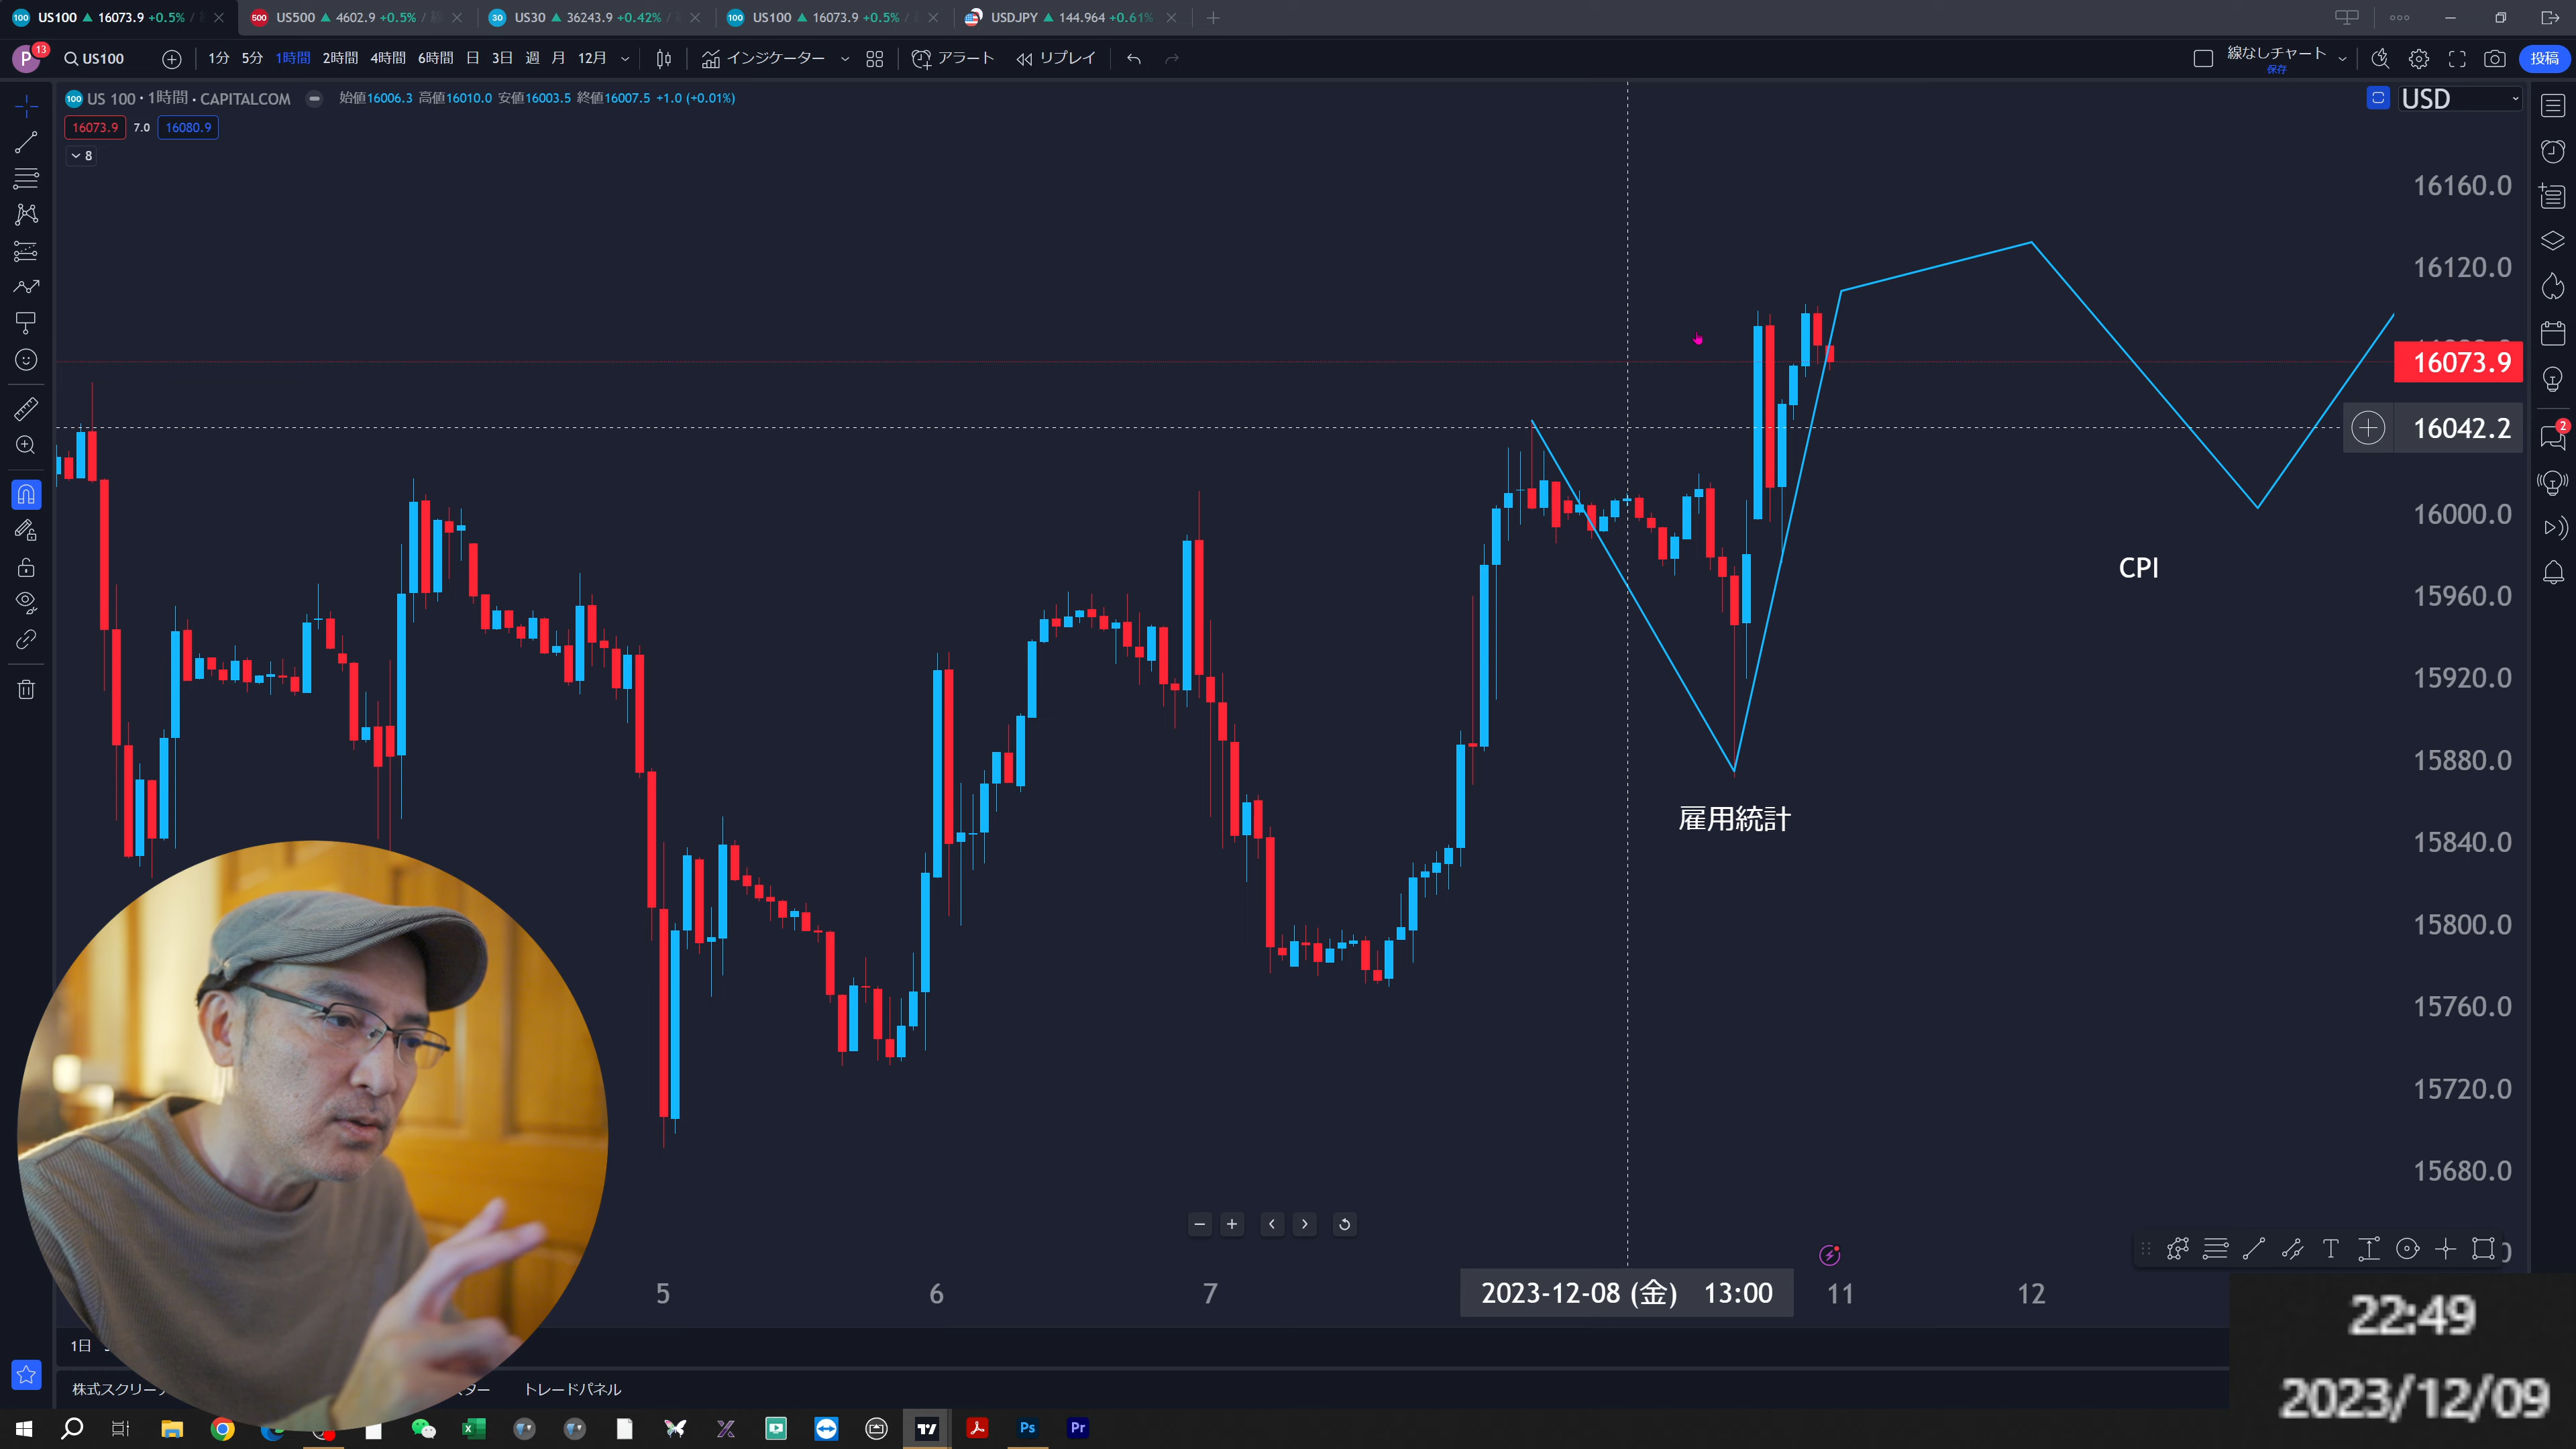 US100 ▲ 16073.9 +0.5% /
US500 ▲ 4602.9 +0.5% /
US30 ▲ 36243.9 +0.42% /
US100 ▲ 16073.9 +0.5% /
USDJPY ▲ 144.964 +0.61%
P 13
US100
1分 5分 1時間 2時間 4時間 6時間 日 3日 週 月 12月
インジケーター
アラート
リプレイ
線なしチャート
保存
投稿
100 US 100・1時間・CAPITALCOM
始値16006.3 高値16010.0 安値16003.5 終値16007.5 +1.0 (+0.01%)
USD
16073.9 7.0 16080.9
8
16160.0
16120.0
16073.9
16042.2
16000.0
CPI
15960.0
15920.0
15880.0
雇用統計
15840.0
15800.0
15760.0
15720.0
15680.0
5 6 7
2023-12-08 (金) 13:00
11 12
22:49
1日
2023/12/09
株式スクリーナ
ター
トレードパネル
Ps
Pr